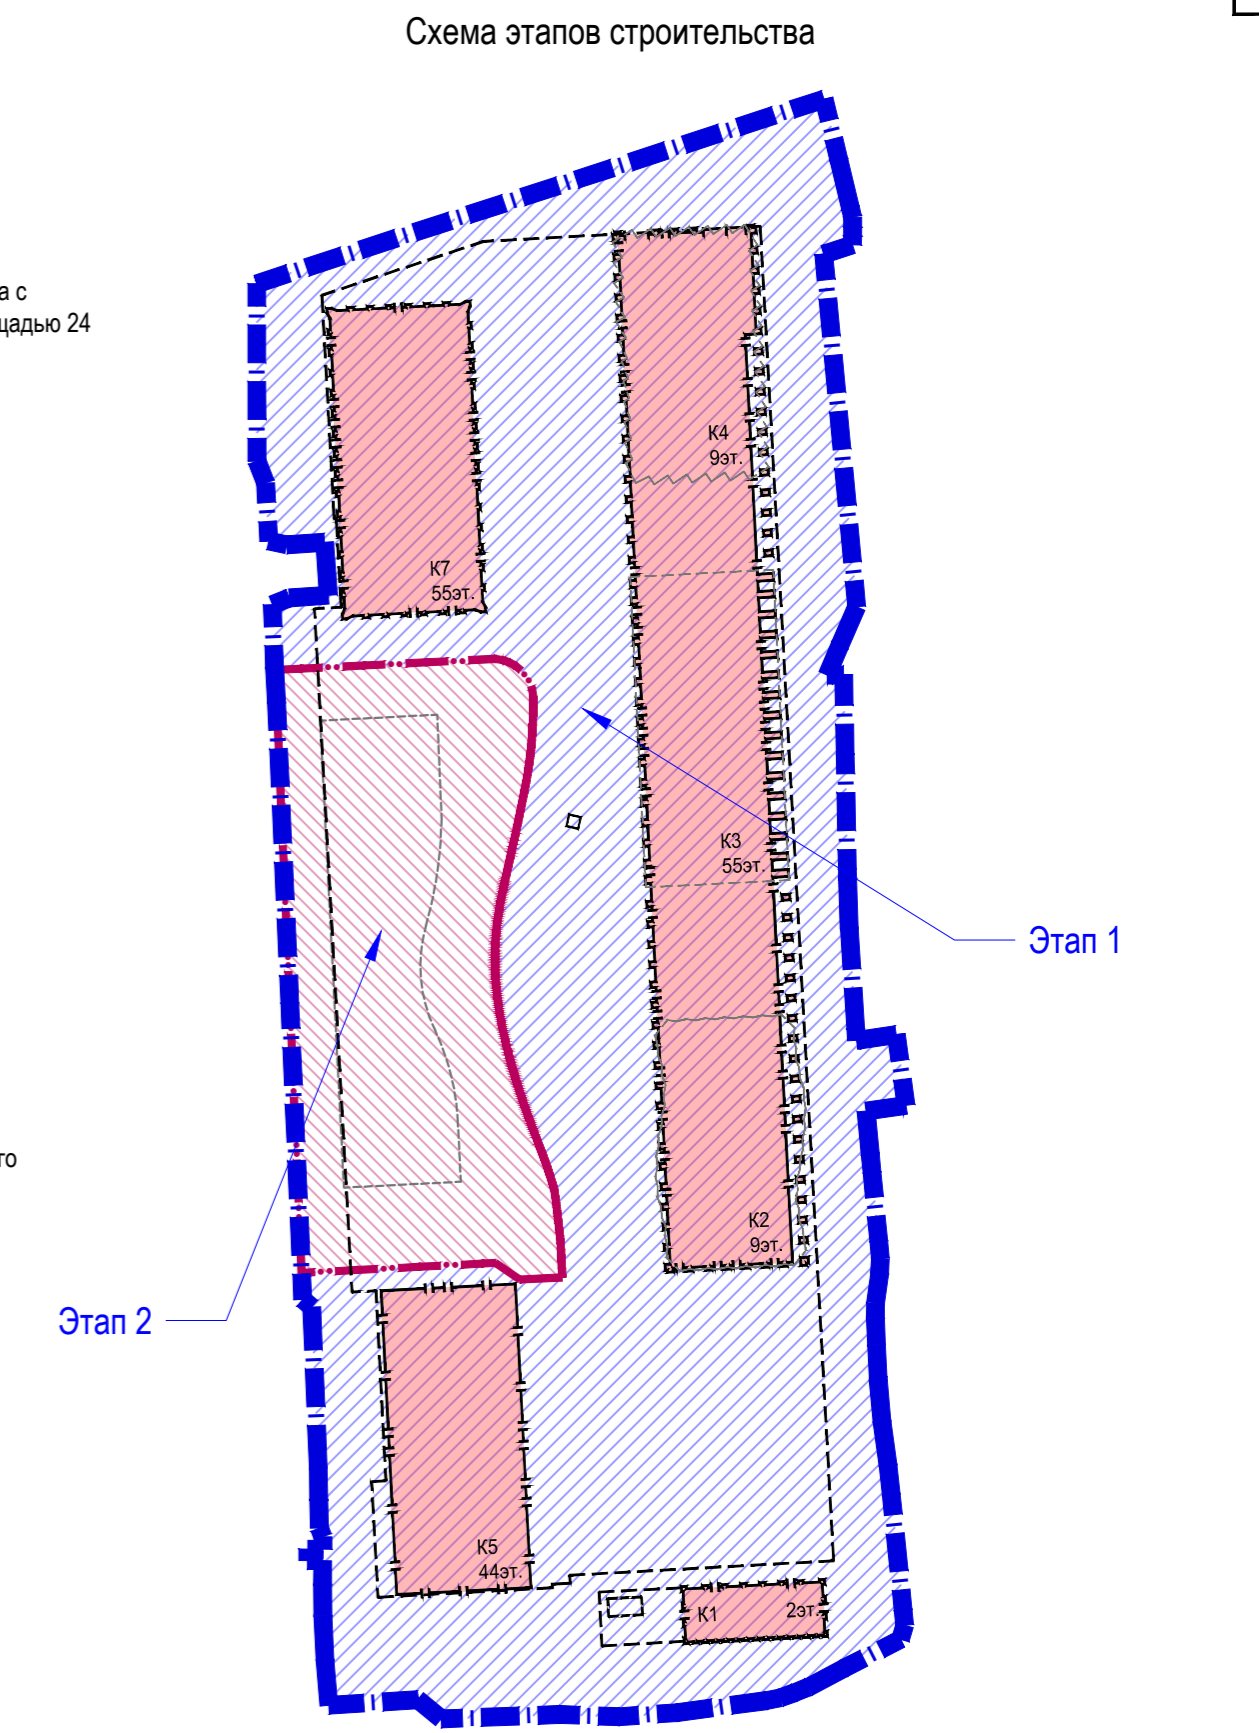 Схема этапов строительства
а с
щадью 24
К4
9эт.
К7
55эт.
К3
55эт.
Этап 1
го
К2
9эт.
Этап 2
К5
44эт.
К1
2эт.